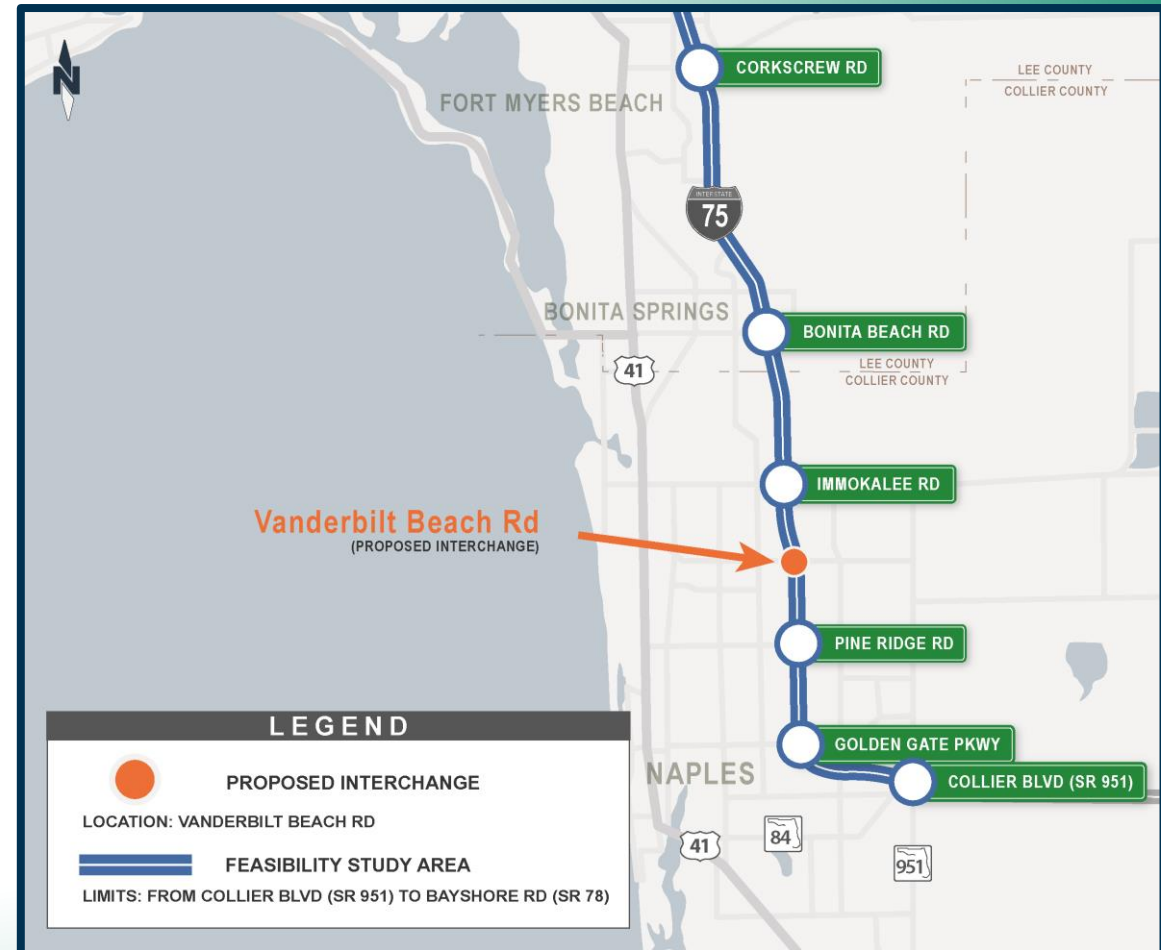 N
CORKSCREW RD
LEE COUNTY
COLLIER COUNTY
FORT MYERS BEACH
INTERSTATE
75
BONITA SPRINGS
BONITA BEACH RD
LEE COUNTY
COLLIER COUNTY
41
IMMOKALEE RD
Vanderbilt Beach Rd
(PROPOSED INTERCHANGE)
PINE RIDGE RD
GOLDEN GATE PKWY
NAPLES
COLLIER BLVD (SR 951)
84
41
951
LEGEND
PROPOSED INTERCHANGE
LOCATION: VANDERBILT BEACH RD
FEASIBILITY STUDY AREA
LIMITS: FROM COLLIER BLVD (SR 951) TO BAYSHORE RD (SR 78)